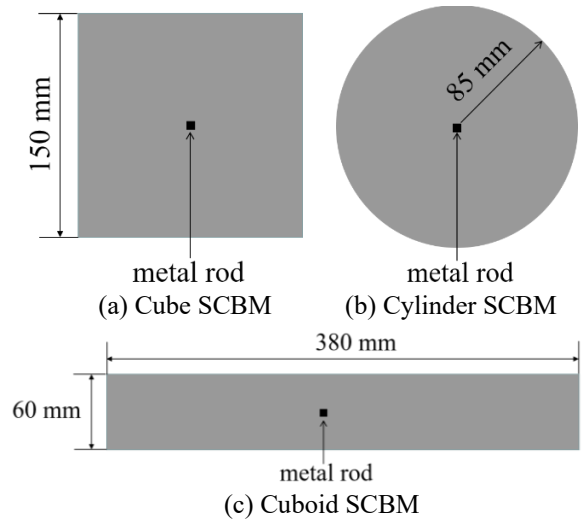 150 mm
85 mm
metal rod
metal rod
(a) Cube SCBM
(b) Cylinder SCBM
380 mm
60 mm
metal rod
(c) Cuboid SCBM